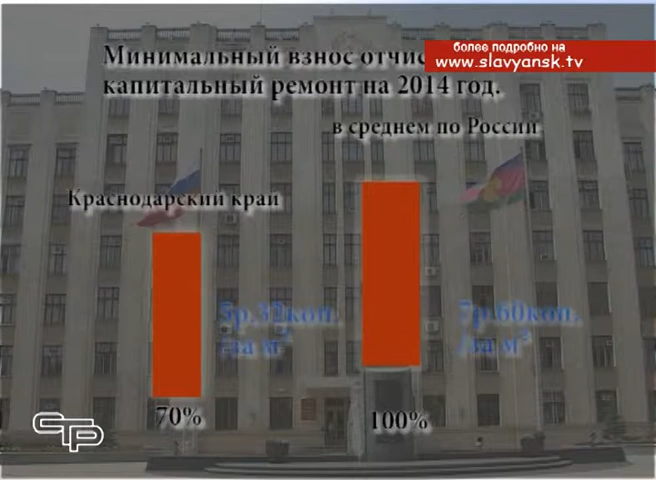 более подробно на
www.slavyansk.tv
Минимальный взнос отчис
капитальный ремонт на 2014 год.
в среднем по России
Краснодарский край
5р.32коп.
/за м²
7р.60коп.
/за м²
70%
100%
СТР